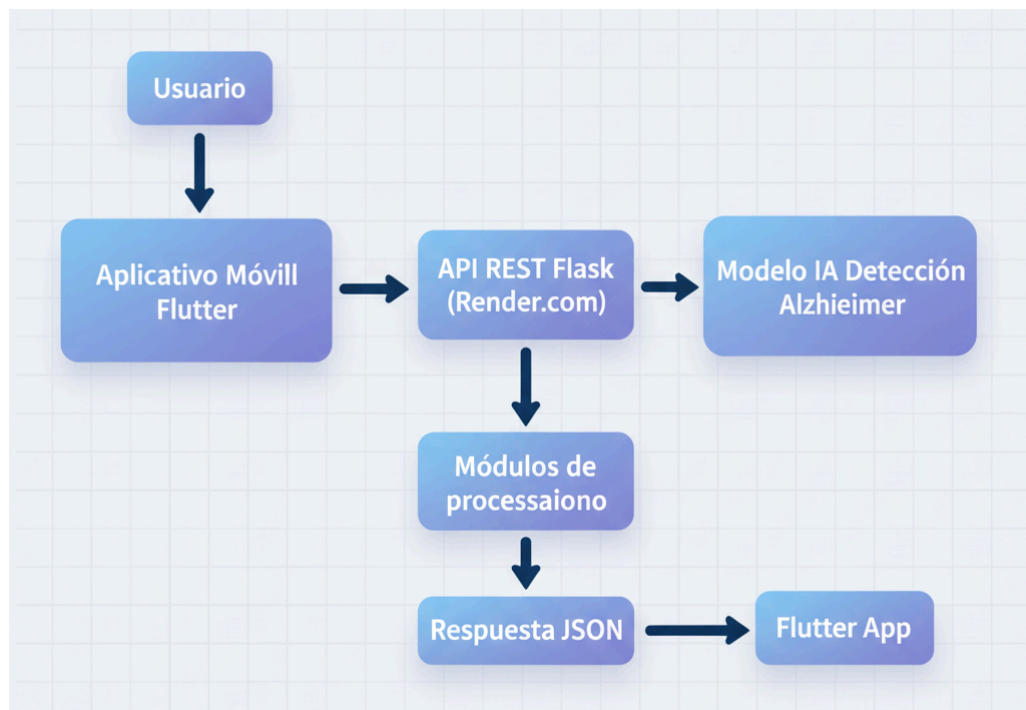 Usuario
Aplicativo Móvill
Flutter
API REST Flask
(Render.com)
Modelo IA Detección
Alzhieimer
Módulos de
processaiono
Respuesta JSON
Flutter App